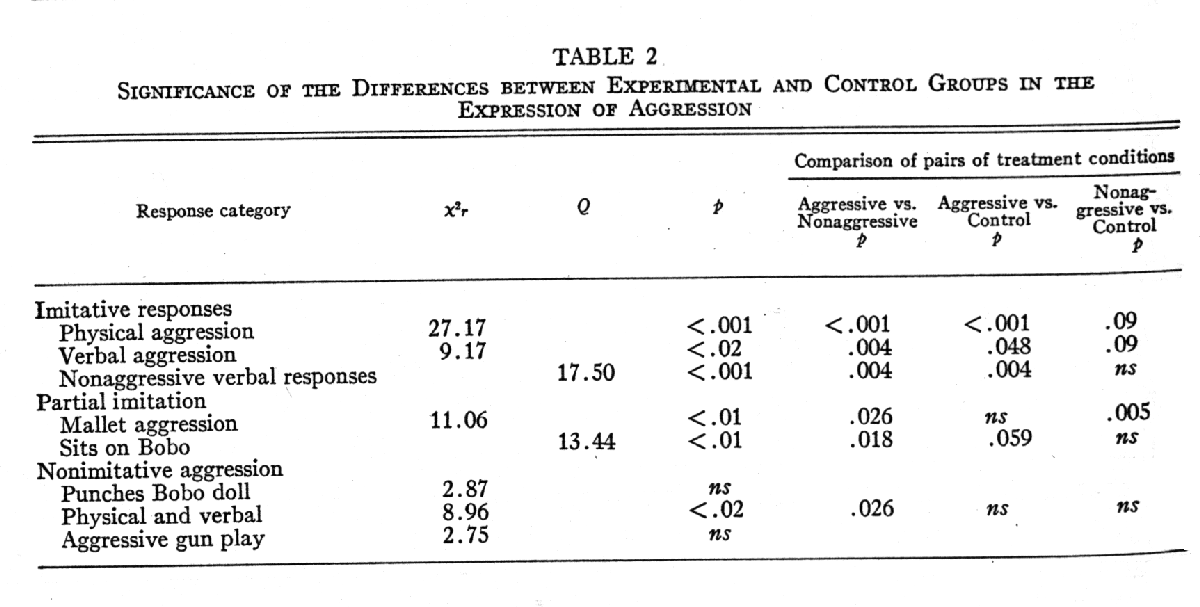 TABLE 2
SIGNIFICANCE OF THE DIFFERENCES BETWEEN EXPERIMENTAL AND CONTROL GROUPS IN THE
EXPRESSION OF AGGRESSION
Comparison of pairs of treatment conditions
Response category χ²r Q p Aggressive vs. Nonaggressive p Aggressive vs. Control p Nonag-gressive vs. Control p
Imitative responses
Physical aggression 27.17 <.001 <.001 <.001 .09
Verbal aggression 9.17 <.02 .004 .048 .09
Nonaggressive verbal responses 17.50 <.001 .004 .004 ns
Partial imitation
Mallet aggression 11.06 <.01 .026 ns .005
Sits on Bobo 13.44 <.01 .018 .059 ns
Nonimitative aggression
Punches Bobo doll 2.87 ns
Physical and verbal 8.96 <.02 .026 ns ns
Aggressive gun play 2.75 ns